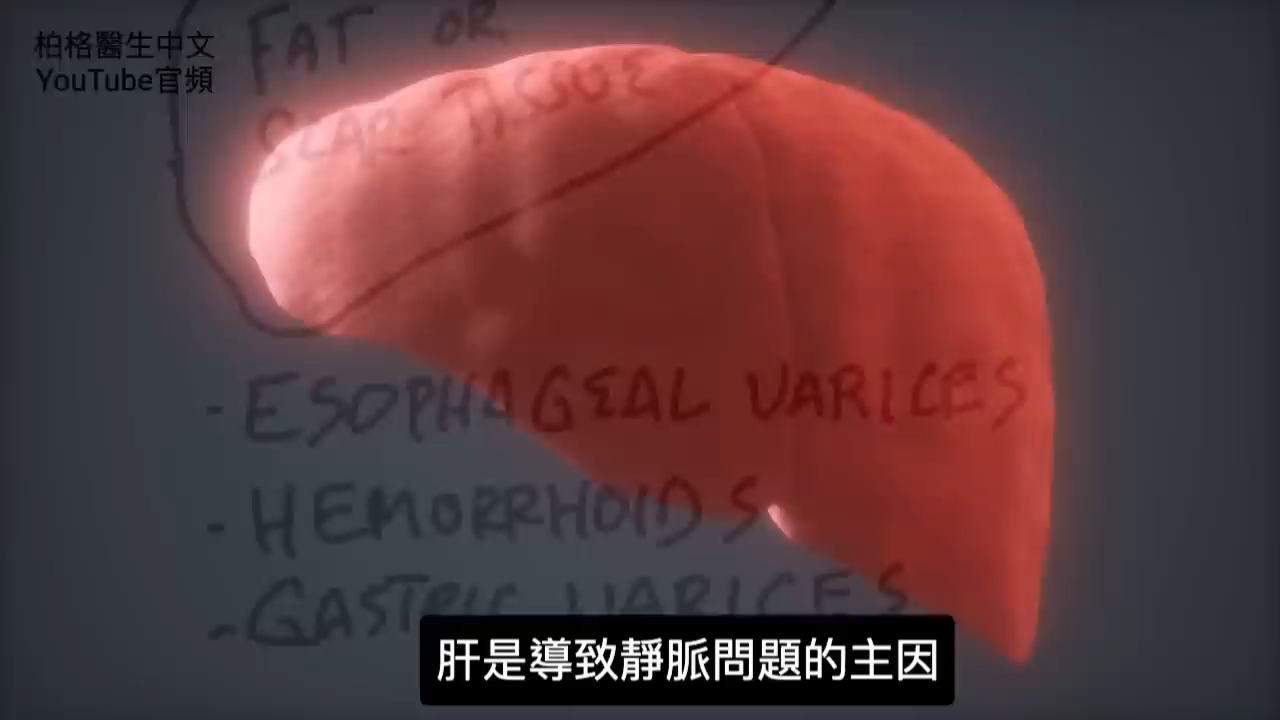 柏格醫生中文
YouTube官頻
FAT OR
SCAR TISSUE
- ESOPHAGEAL VARICES
- HEMORRHOIDS
- GASTRIC VARICES
肝是導致靜脈問題的主因